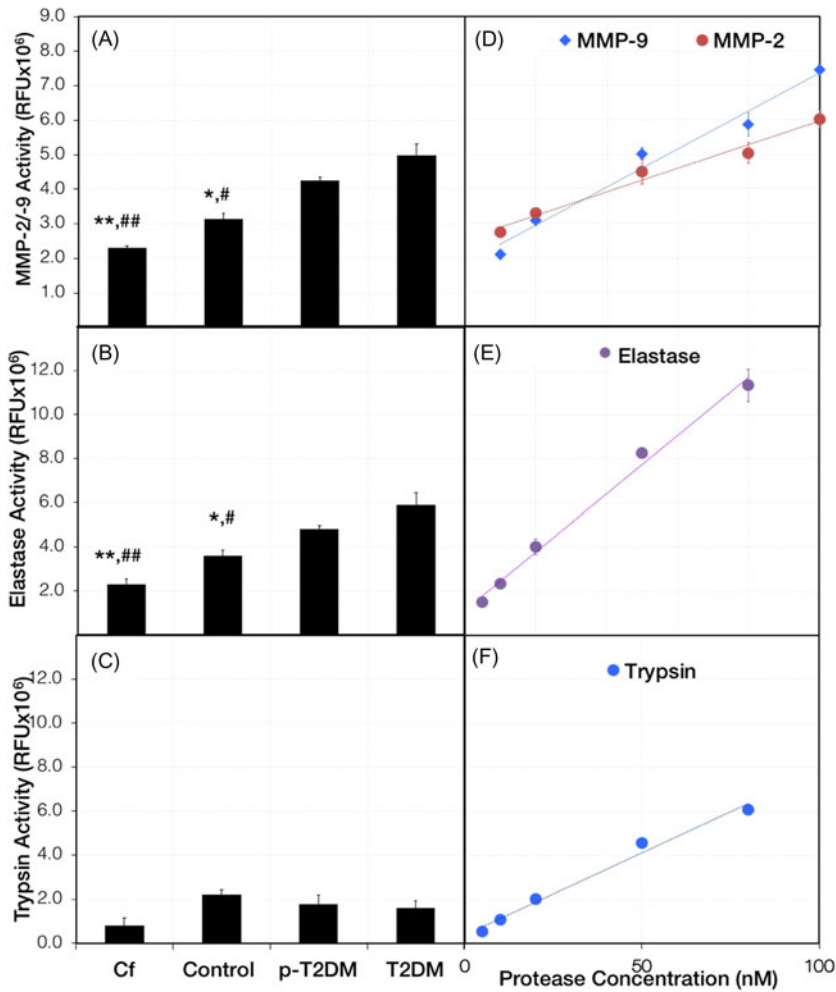 (A)
MMP-2/-9 Activity (RFUx10⁶)
9.0
8.0
7.0
6.0
5.0
4.0
3.0
2.0
1.0
**,##
*,#
(D)
MMP-9
MMP-2
(B)
Elastase Activity (RFUx10⁶)
12.0
10.0
8.0
6.0
4.0
2.0
**,##
*,#
(E)
Elastase
(C)
Trypsin Activity (RFUx10⁶)
12.0
10.0
8.0
6.0
4.0
2.0
0.0
Cf Control p-T2DM T2DM
(F)
Trypsin
0 50 100
Protease Concentration (nM)